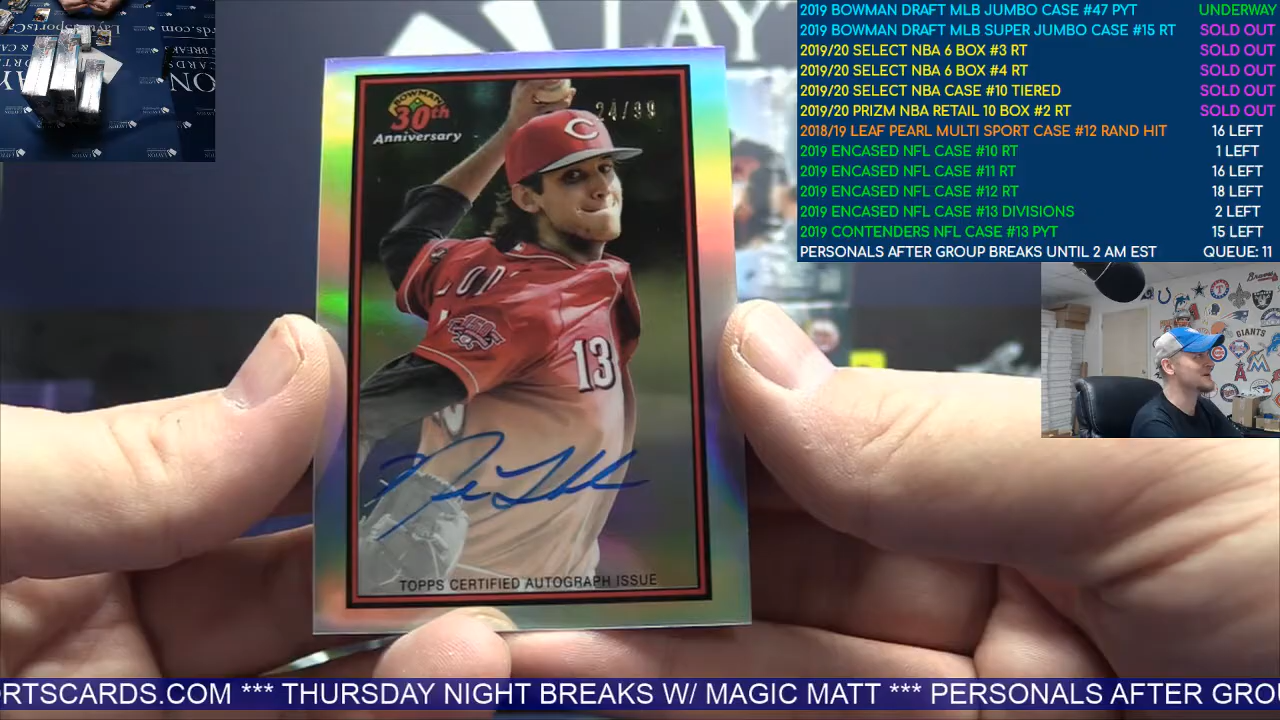 2019 BOWMAN DRAFT MLB JUMBO CASE #47 PYT UNDERWAY
2019 BOWMAN DRAFT MLB SUPER JUMBO CASE #15 RT SOLD OUT
2019/20 SELECT NBA 6 BOX #3 RT SOLD OUT
2019/20 SELECT NBA 6 BOX #4 RT SOLD OUT
2019/20 SELECT NBA CASE #10 TIERED SOLD OUT
2019/20 PRIZM NBA RETAIL 10 BOX #2 RT SOLD OUT
2018/19 LEAF PEARL MULTI SPORT CASE #12 RAND HIT 16 LEFT
2019 ENCASED NFL CASE #10 RT 1 LEFT
2019 ENCASED NFL CASE #11 RT 16 LEFT
2019 ENCASED NFL CASE #12 RT 18 LEFT
2019 ENCASED NFL CASE #13 DIVISIONS 2 LEFT
2019 CONTENDERS NFL CASE #13 PYT 15 LEFT
PERSONALS AFTER GROUP BREAKS UNTIL 2 AM EST QUEUE: 11
LAYT
BOWMAN
30th
Anniversary
24/99
C
13
TOPPS CERTIFIED AUTOGRAPH ISSUE
GIANTS
Braves
ORTSCARDS.COM *** THURSDAY NIGHT BREAKS W/ MAGIC MATT *** PERSONALS AFTER GRO